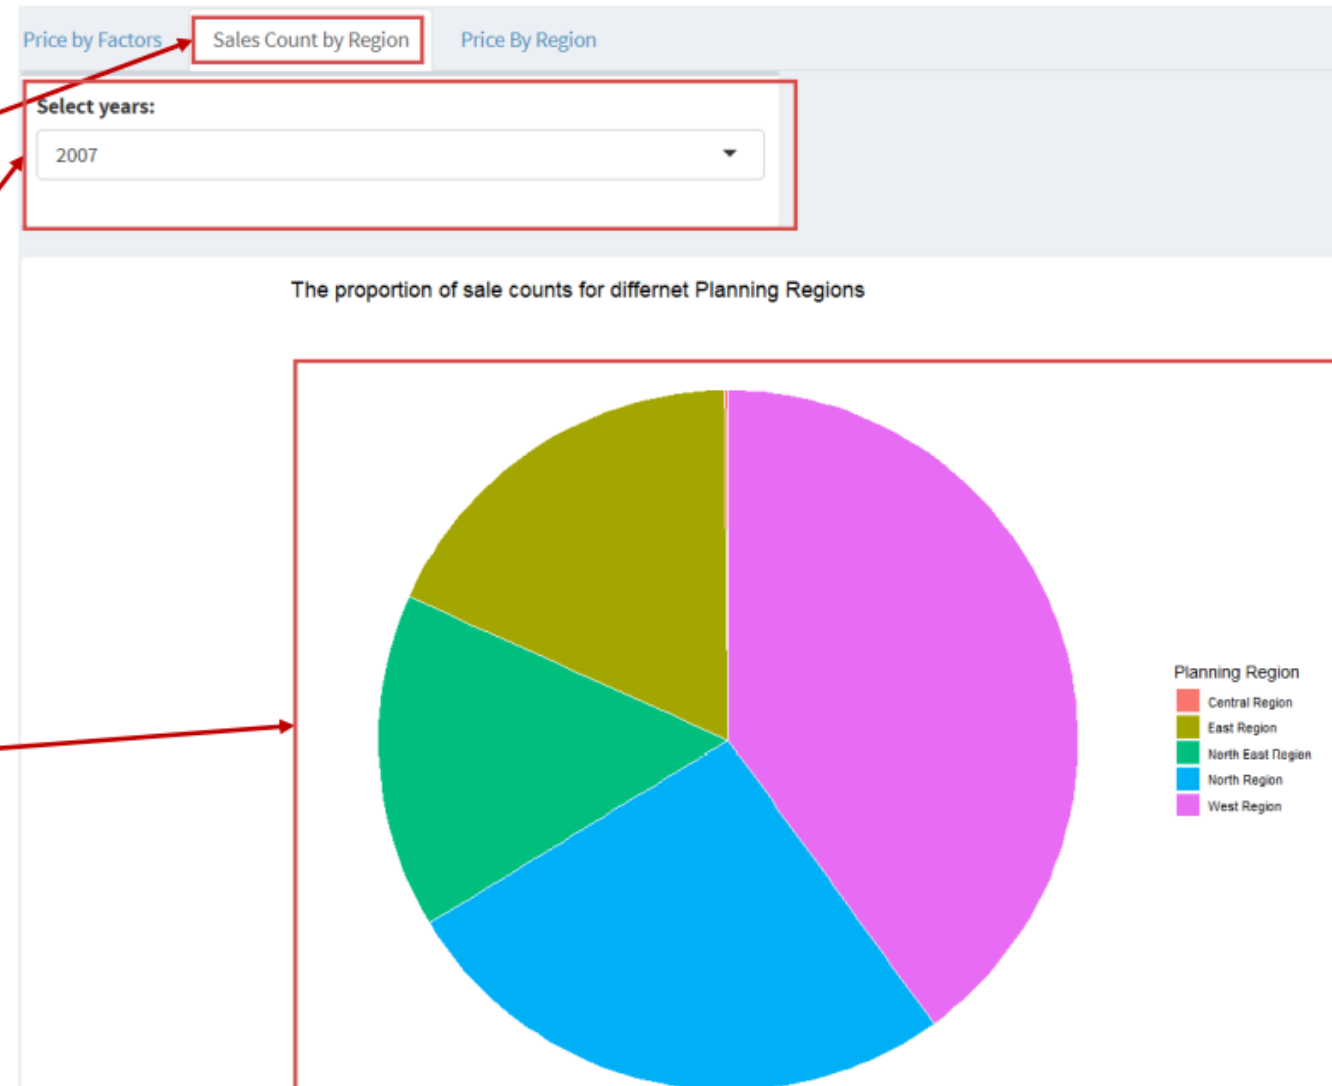 Price by Factors Sales Count by Region Price By Region
Select years:
2007
The proportion of sale counts for differnet Planning Regions
Planning Region
Central Region
East Region
North East Region
North Region
West Region